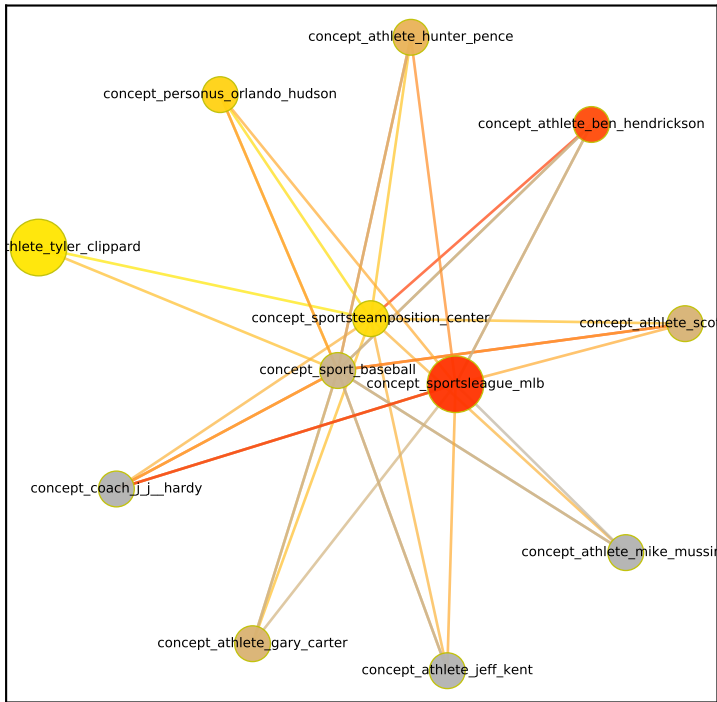 concept_athlete_hunter_pence
concept_personus_orlando_hudson
concept_athlete_ben_hendrickson
thlete_tyler_clippard
concept_sportsteamposition_center
concept_athlete_sco
concept_sport_baseball
concept_sportsleague_mlb
concept_coach_j_j__hardy
concept_athlete_mike_mussin
concept_athlete_gary_carter
concept_athlete_jeff_kent